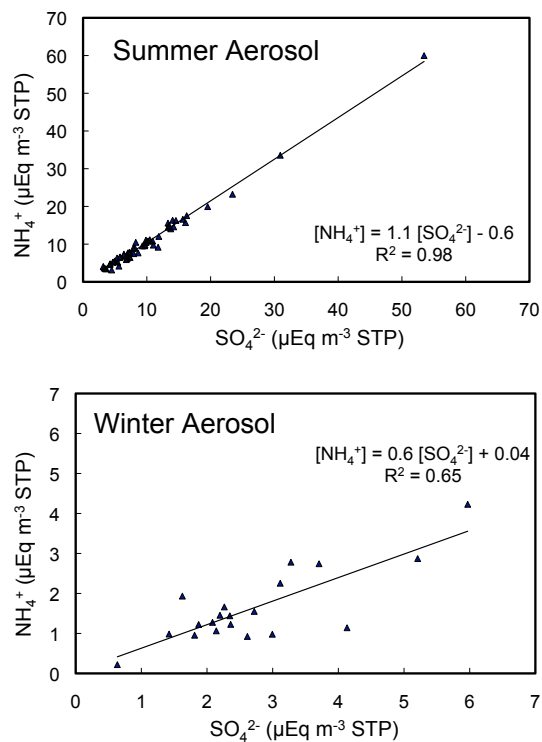 70
60
50
40
30
20
10
0
NH₄⁺ (µEq m⁻³ STP)
Summer Aerosol
[NH₄⁺] = 1.1 [SO₄²⁻] - 0.6
R² = 0.98
0 10 20 30 40 50 60 70
SO₄²⁻ (µEq m⁻³ STP)
7
6
5
4
3
2
1
0
NH₄⁺ (µEq m⁻³ STP)
Winter Aerosol
[NH₄⁺] = 0.6 [SO₄²⁻] + 0.04
R² = 0.65
0 1 2 3 4 5 6 7
SO₄²⁻ (µEq m⁻³ STP)